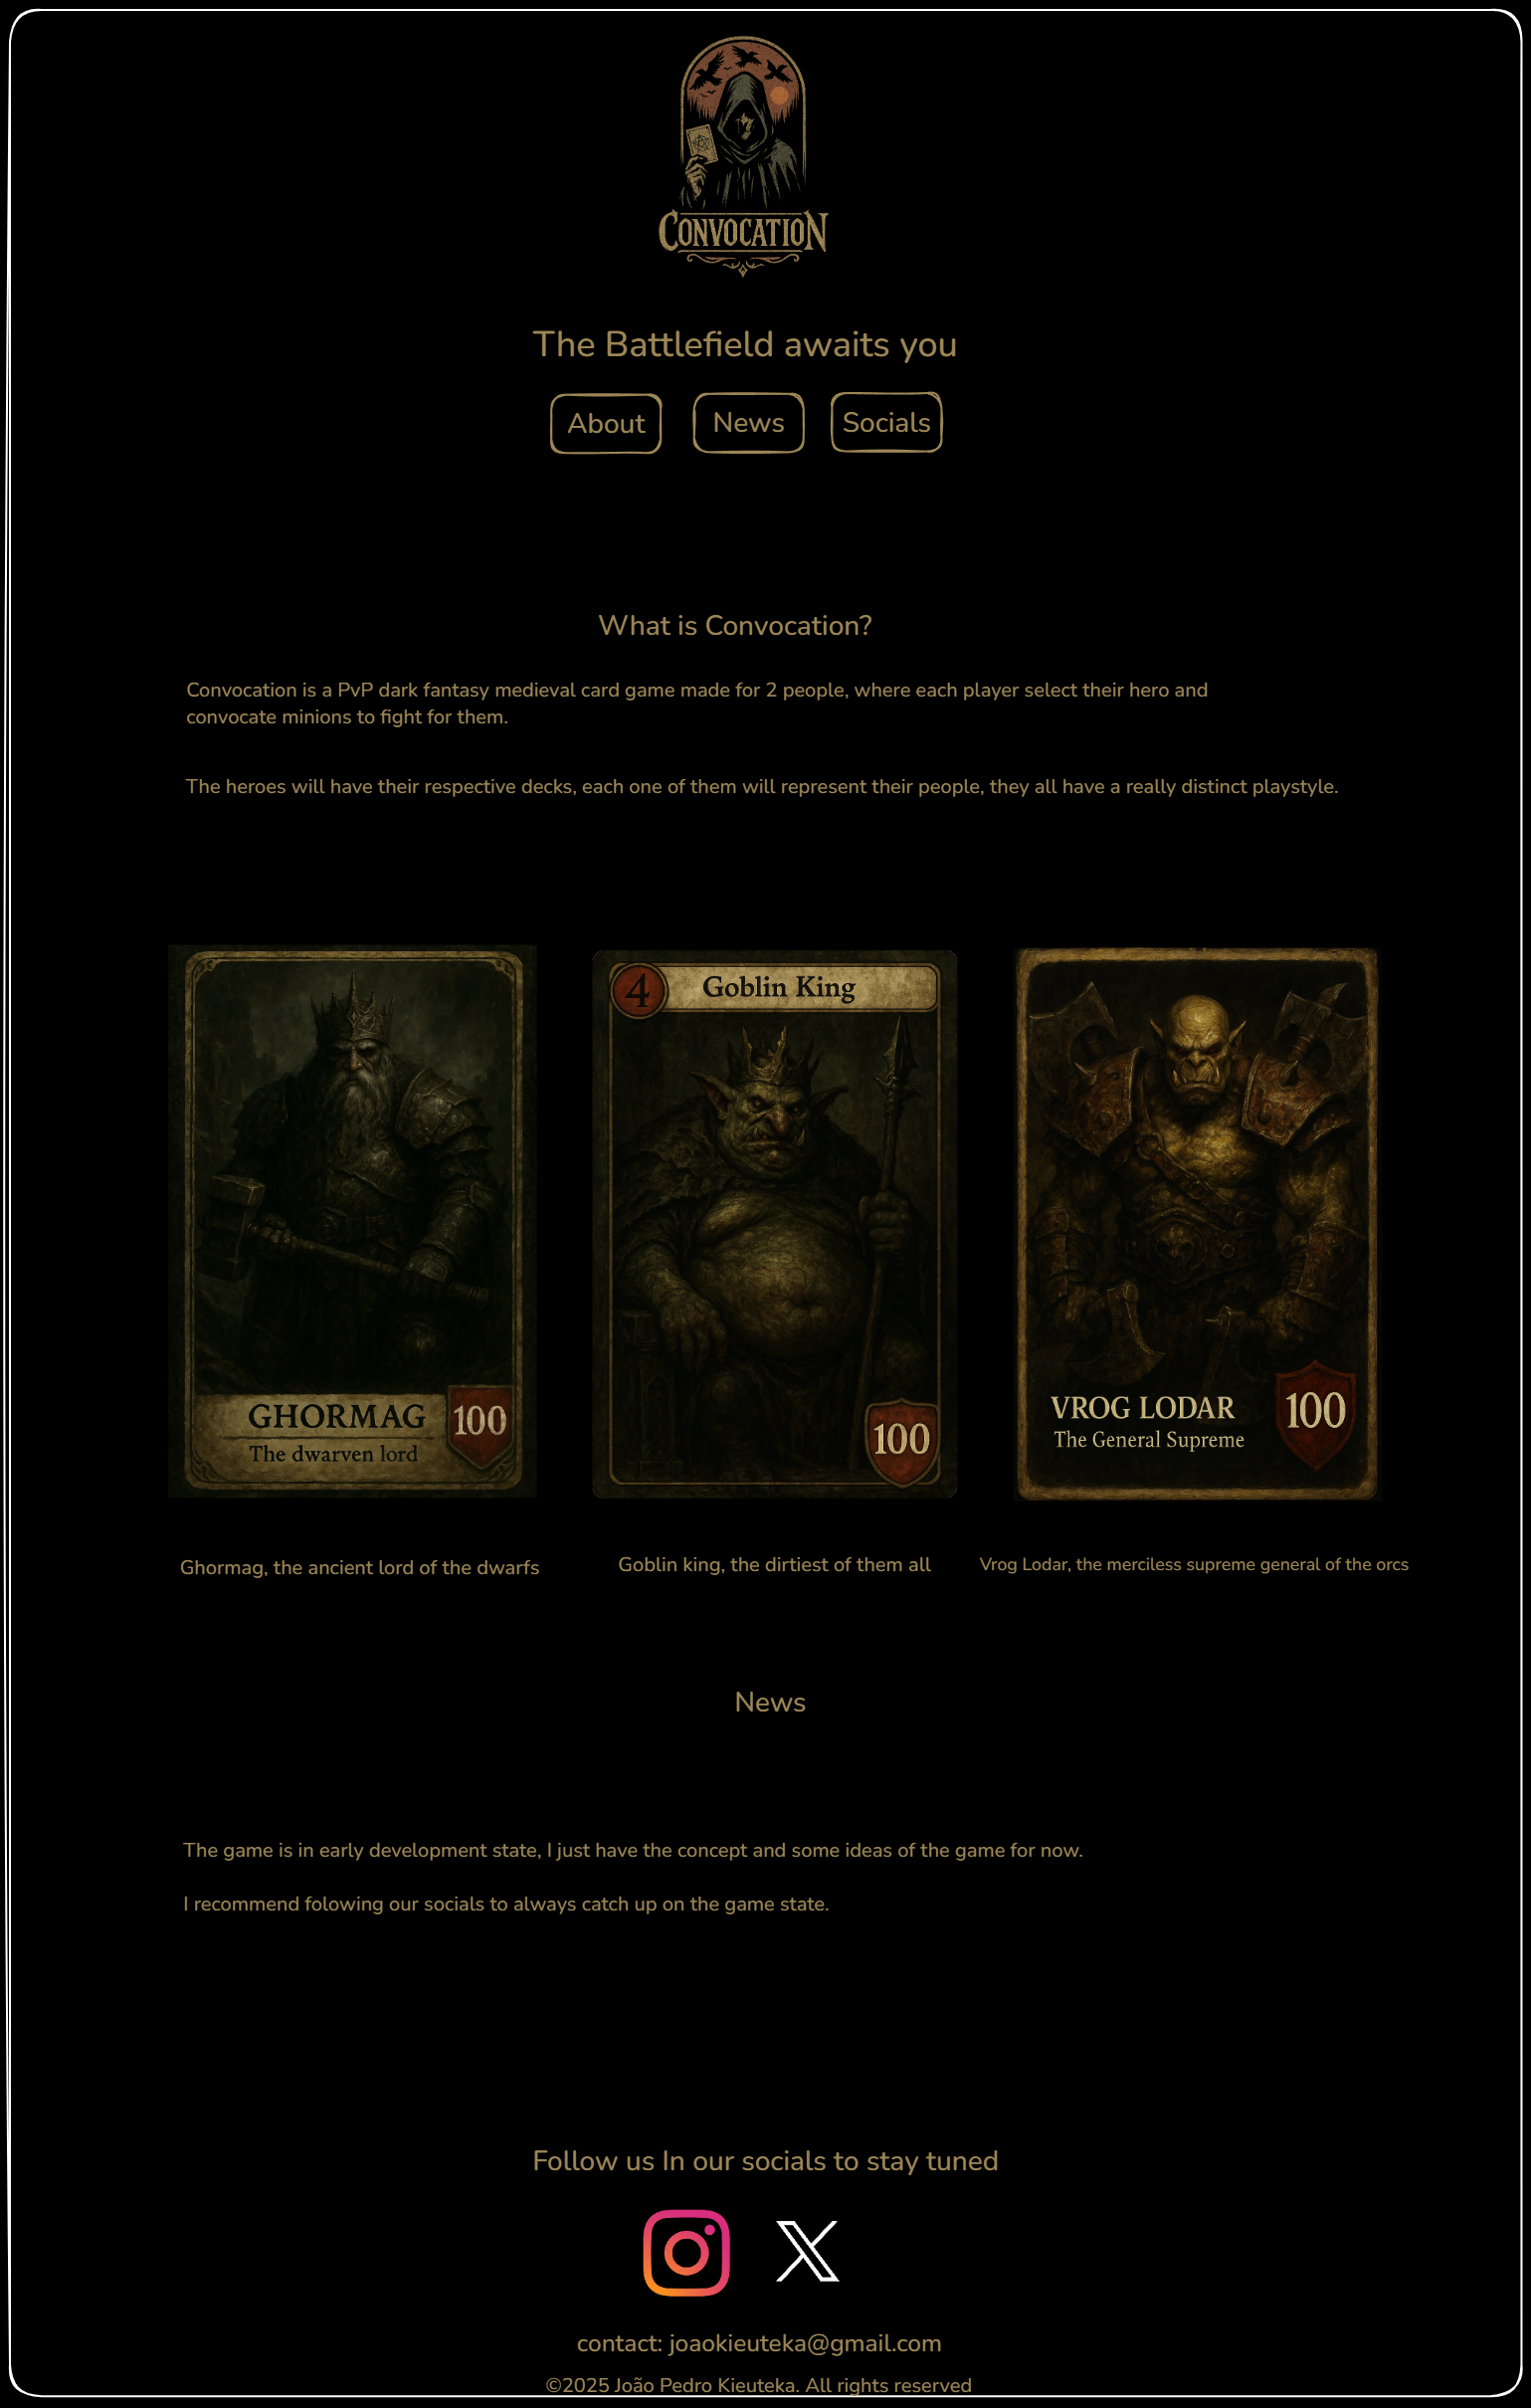 CONVOCATION
The Battlefield awaits you
About News Socials
What is Convocation?
Convocation is a PvP dark fantasy medieval card game made for 2 people, where each player select their hero and
convocate minions to fight for them.
The heroes will have their respective decks, each one of them will represent their people, they all have a really distinct playstyle.
GHORMAG
The dwarven lord
100
4
Goblin King
100
VROG LODAR
The General Supreme
100
Ghormag, the ancient lord of the dwarfs
Goblin king, the dirtiest of them all
Vrog Lodar, the merciless supreme general of the orcs
News
The game is in early development state, I just have the concept and some ideas of the game for now.
I recommend folowing our socials to always catch up on the game state.
Follow us In our socials to stay tuned
contact: joaokieuteka@gmail.com
©2025 João Pedro Kieuteka. All rights reserved